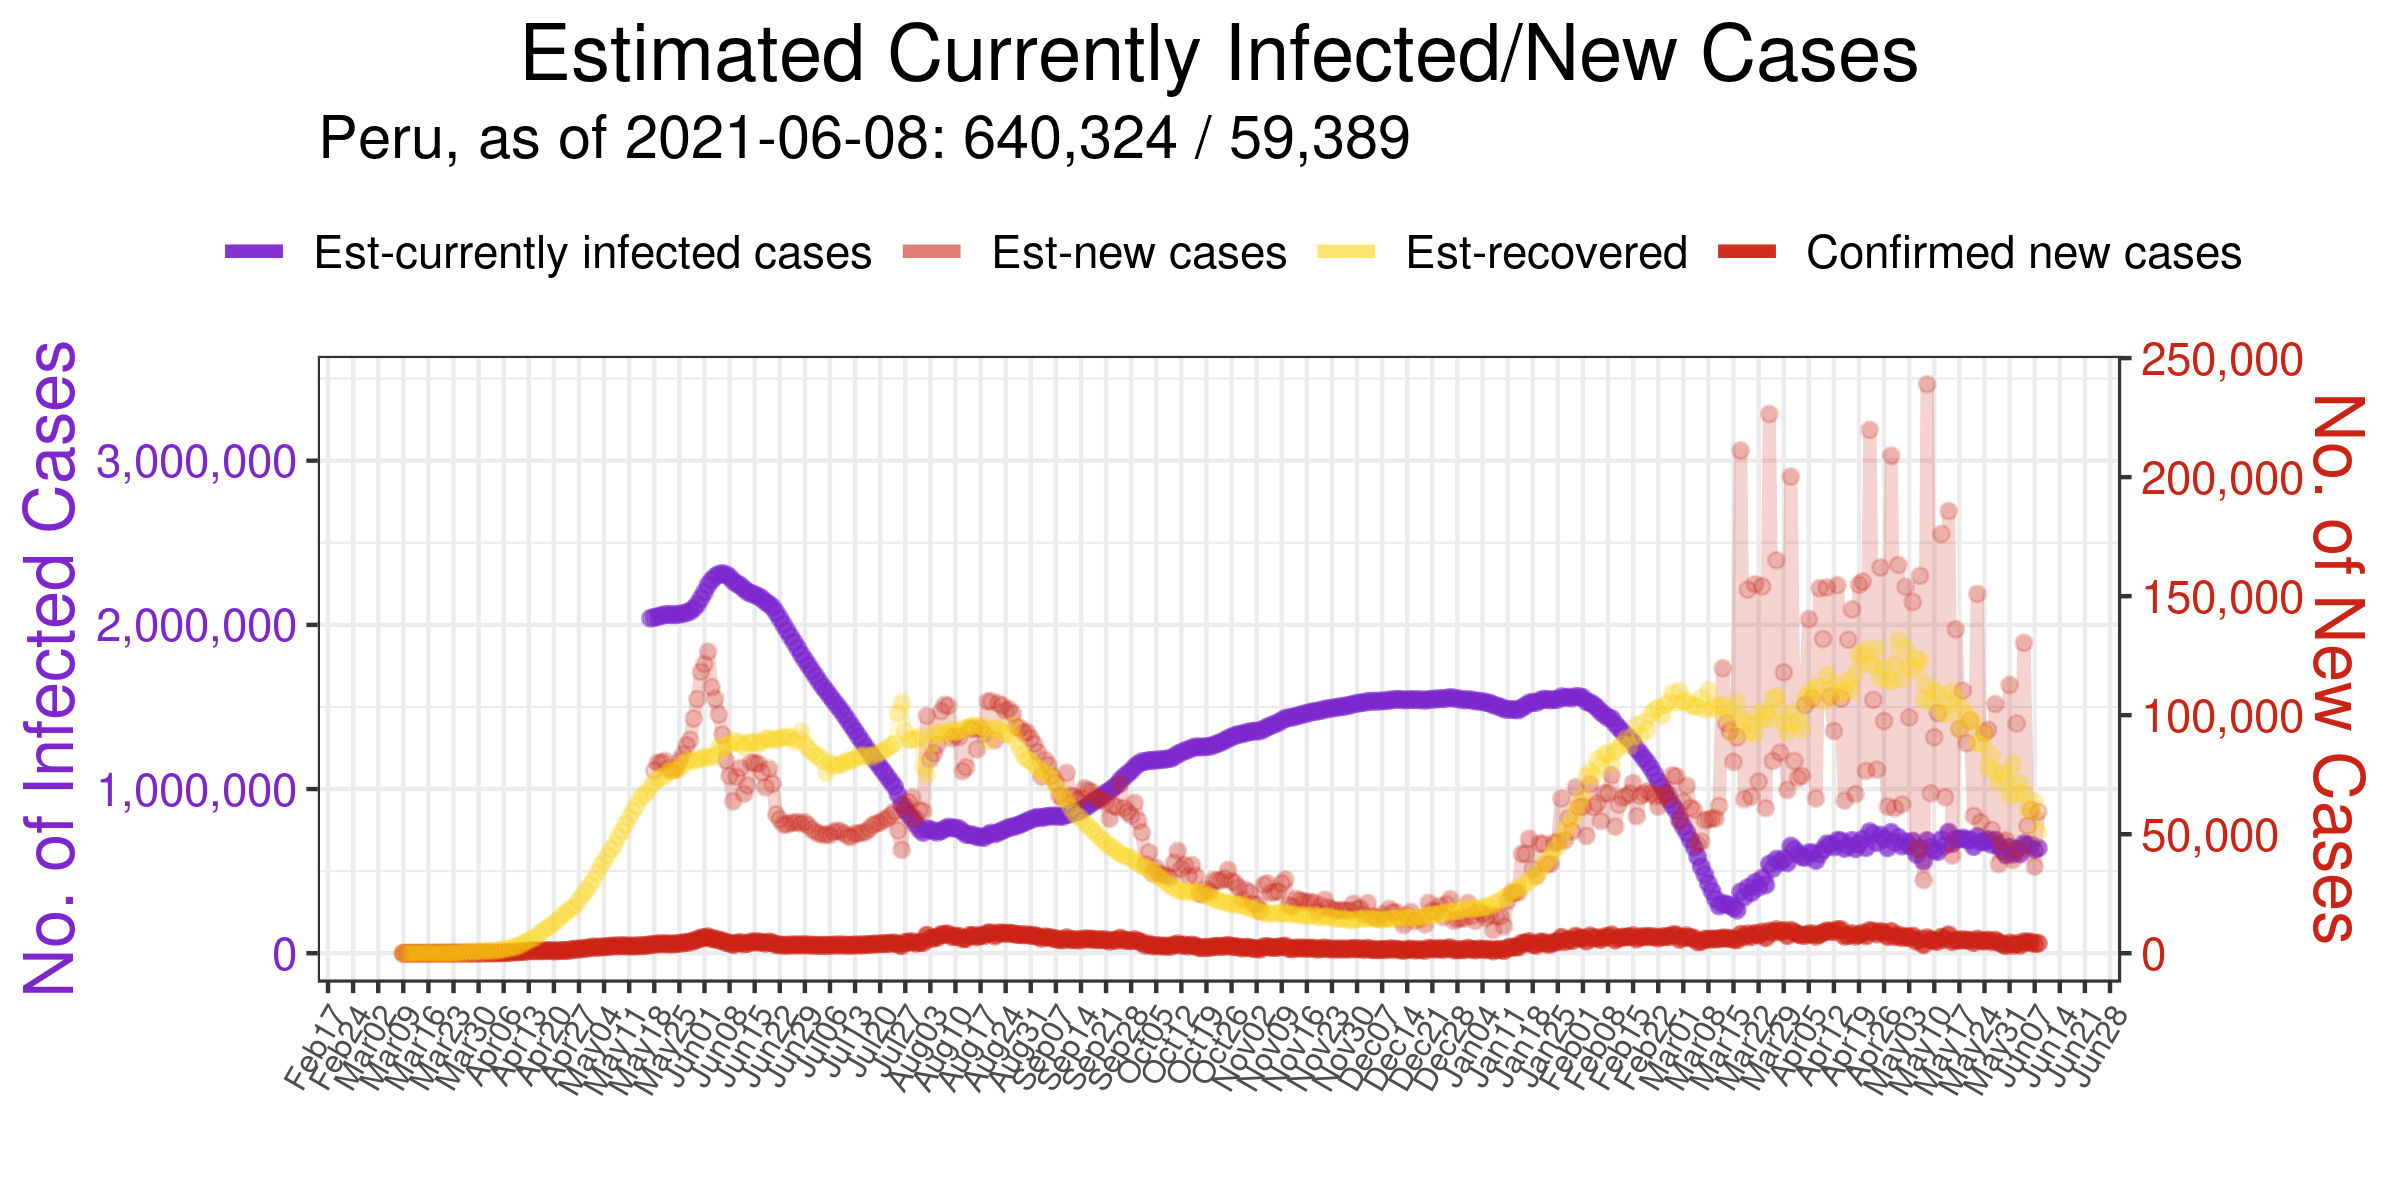 Estimated Currently Infected/New Cases
Peru, as of 2021-06-08: 640,324 / 59,389
Est-currently infected cases Est-new cases Est-recovered Confirmed new cases
No. of Infected Cases
3,000,000
2,000,000
1,000,000
0
250,000
200,000
150,000
100,000
50,000
0
No. of New Cases
Feb17
Feb24
Mar02
Mar09
Mar16
Mar23
Mar30
Apr06
Apr13
Apr20
Apr27
May04
May11
May18
May25
Jun01
Jun08
Jun15
Jun22
Jun29
Jul06
Jul13
Jul20
Jul27
Aug03
Aug10
Aug17
Aug24
Aug31
Sep07
Sep14
Sep21
Sep28
Oct05
Oct12
Oct19
Oct26
Nov02
Nov09
Nov16
Nov23
Nov30
Dec07
Dec14
Dec21
Dec28
Jan04
Jan11
Jan18
Jan25
Feb01
Feb08
Feb15
Feb22
Mar01
Mar08
Mar15
Mar22
Mar29
Apr05
Apr12
Apr19
Apr26
May03
May10
May17
May24
May31
Jun07
Jun14
Jun21
Jun28